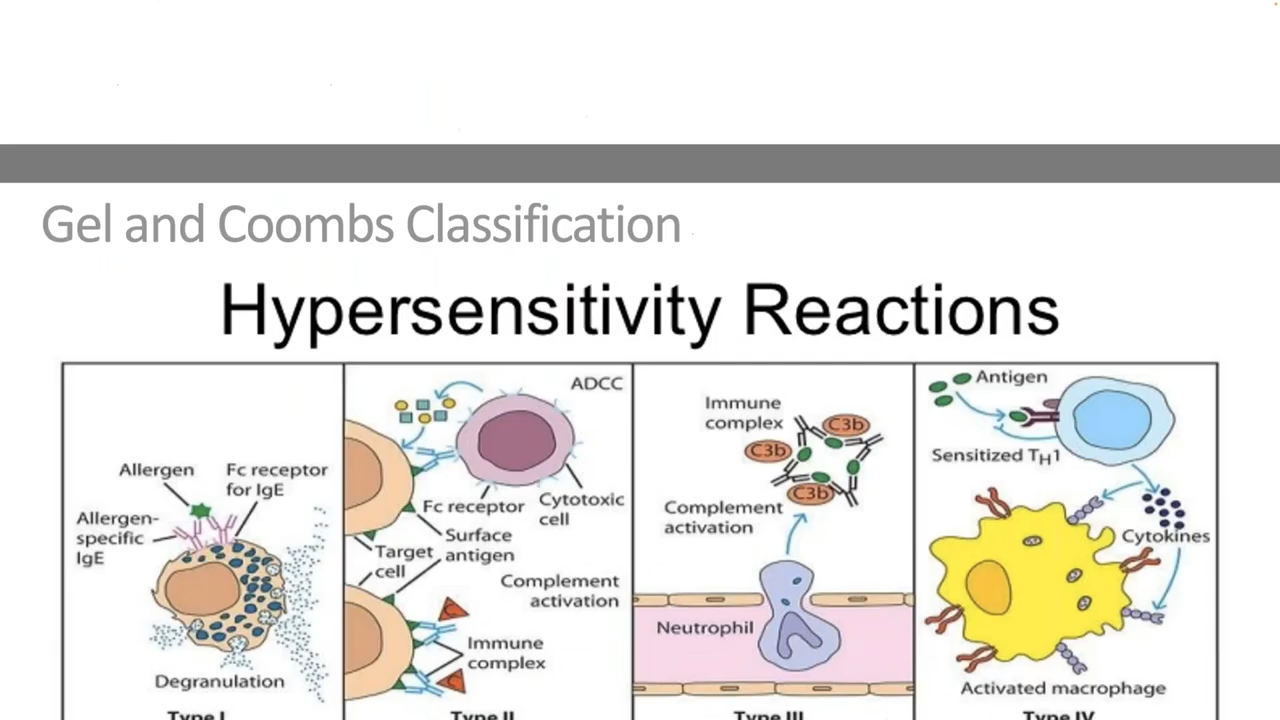 Gel and Coombs Classification
Hypersensitivity Reactions
Allergen
Fc receptor
for IgE
Allergen-
specific
IgE
Degranulation
Type I
ADCC
Fc receptor
Cytotoxic
cell
Surface
antigen
Target
cell
Complement
activation
Immune
complex
Type II
Immune
complex
C3b
C3b
C3b
Complement
activation
Neutrophil
Type III
Antigen
Sensitized TH1
Cytokines
Activated macrophage
Type IV